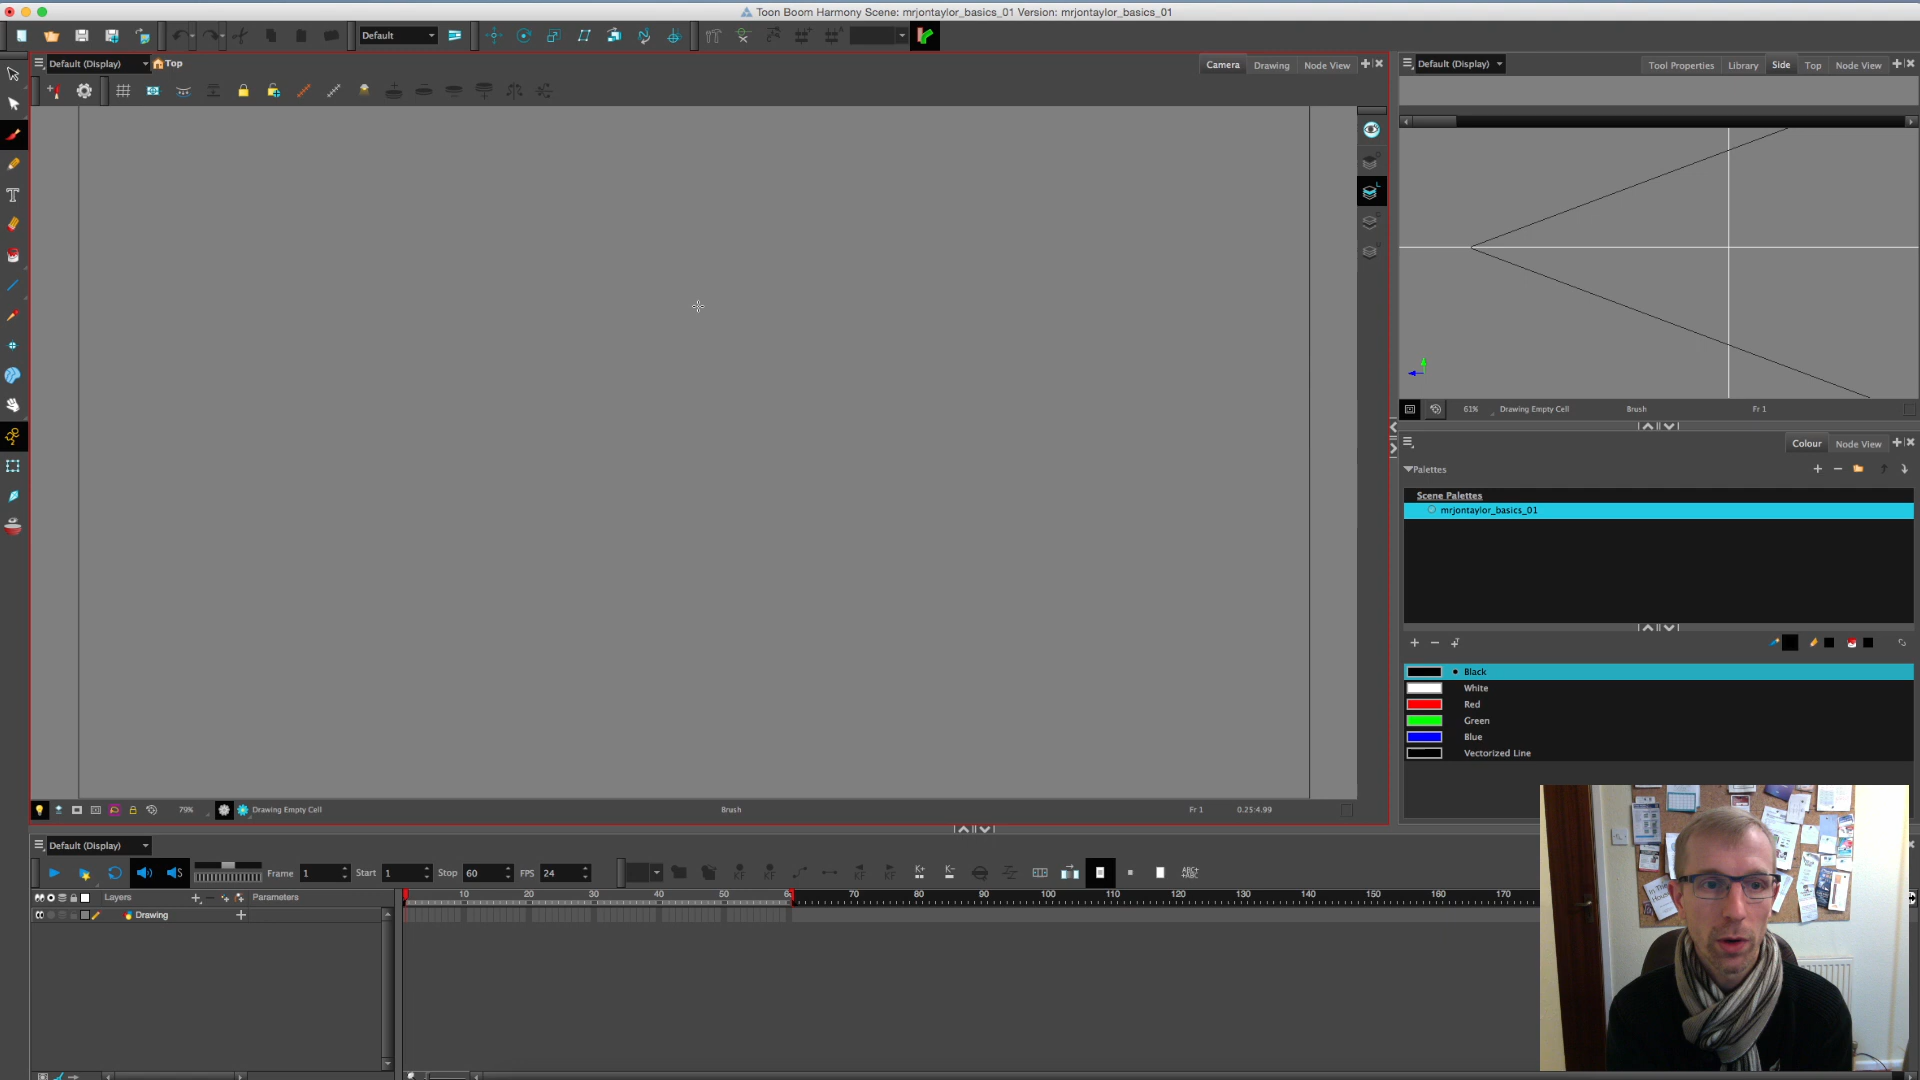 Toon Boom Harmony Scene: mrjontaylor_basics_01 Version: mrjontaylor_basics_01
Default
Default (Display)
Top
Camera
Drawing
Node View
Default (Display)
Tool Properties
Library
Side
Top
Node View
61%
Drawing Empty Cell
Brush
Fr 1
Colour
Node View
Palettes
Scene Palettes
mrjontaylor_basics_01
Black
White
Red
Green
Blue
Vectorized Line
79%
Drawing Empty Cell
Brush
Fr 1
0.25:4.99
Default (Display)
Frame 1
Start 1
Stop 60
FPS 24
Layers
Parameters
10 20 30 40 50 70 80 90 100 110 120 130 140 150 160 170
Drawing